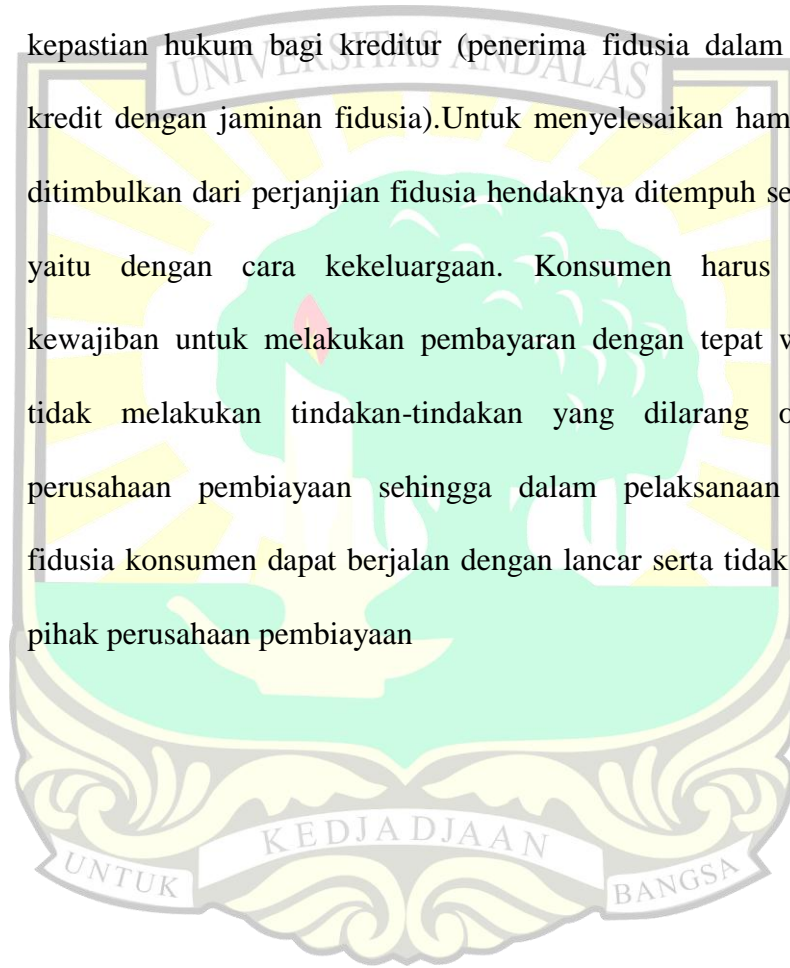 kepastian hukum bagi kreditur (penerima fidusia dalam
UNIVERSITAS ANDALAS
kredit dengan jaminan fidusia).Untuk menyelesaikan ham
ditimbulkan dari perjanjian fidusia hendaknya ditempuh se
yaitu dengan cara kekeluargaan. Konsumen harus
kewajiban untuk melakukan pembayaran dengan tepat w
tidak melakukan tindakan-tindakan yang dilarang o
perusahaan pembiayaan sehingga dalam pelaksanaan
fidusia konsumen dapat berjalan dengan lancar serta tidak
pihak perusahaan pembiayaan
UNTUK KEDJADJAAN BANGSA